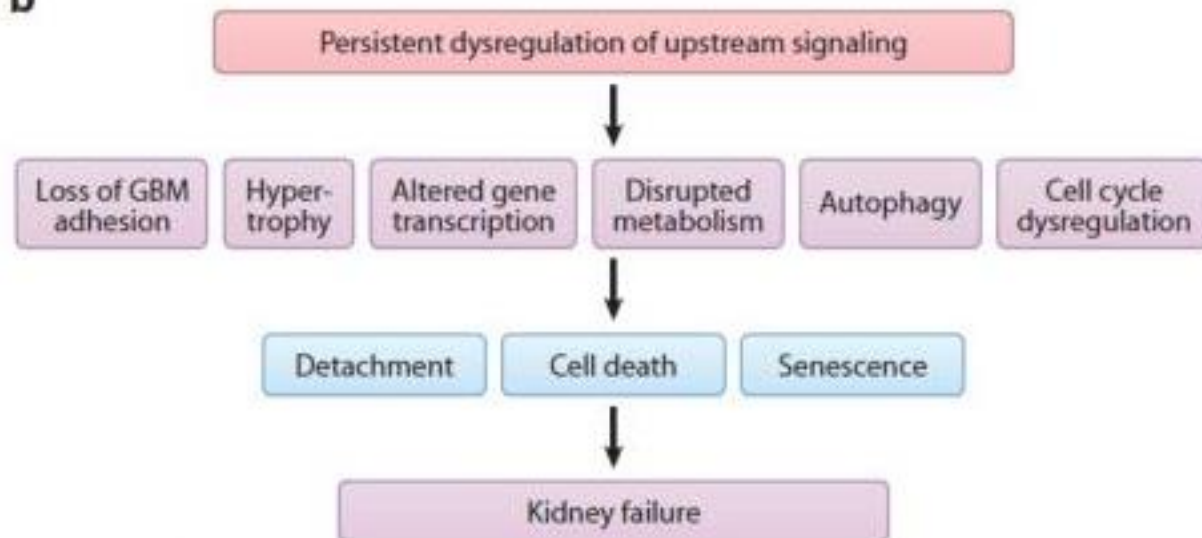 b
Persistent dysregulation of upstream signaling
Loss of GBM
adhesion
Hyper-
trophy
Altered gene
transcription
Disrupted
metabolism
Autophagy
Cell cycle
dysregulation
Detachment
Cell death
Senescence
Kidney failure